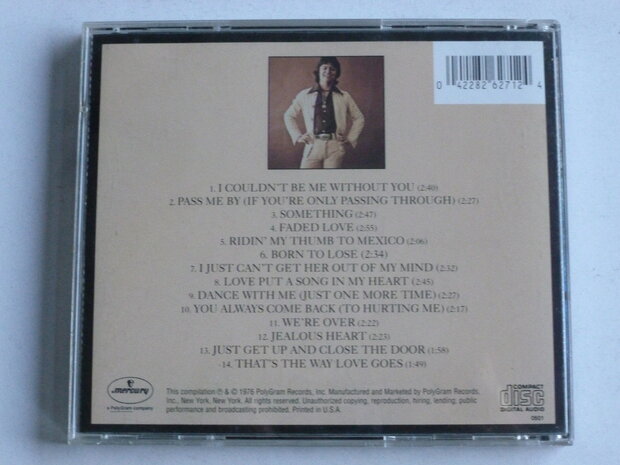 0 42282 62712 4
1. I COULDN'T BE ME WITHOUT YOU (2:40)
2. PASS ME BY (IF YOU'RE ONLY PASSING THROUGH) (2:27)
3. SOMETHING (2:47)
4. FADED LOVE (2:55)
5. RIDIN' MY THUMB TO MEXICO (2:06)
6. BORN TO LOSE (2:34)
7. I JUST CAN'T GET HER OUT OF MY MIND (2:32)
8. LOVE PUT A SONG IN MY HEART (2:45)
9. DANCE WITH ME (JUST ONE MORE TIME) (2:27)
10. YOU ALWAYS COME BACK (TO HURTING ME) (2:17)
11. WE'RE OVER (2:22)
12. JEALOUS HEART (2:23)
13. JUST GET UP AND CLOSE THE DOOR (1:58)
14. THAT'S THE WAY LOVE GOES (1:49)
mercury
a PolyGram company
This compilation ℗ & © 1976 PolyGram Records, Inc. Manufactured and Marketed by PolyGram Records,
Inc., New York, New York. All rights reserved. Unauthorized copying, reproduction, hiring, lending, public
performance and broadcasting prohibited. Printed in U.S.A.
COMPACT
disc
DIGITAL AUDIO
0501